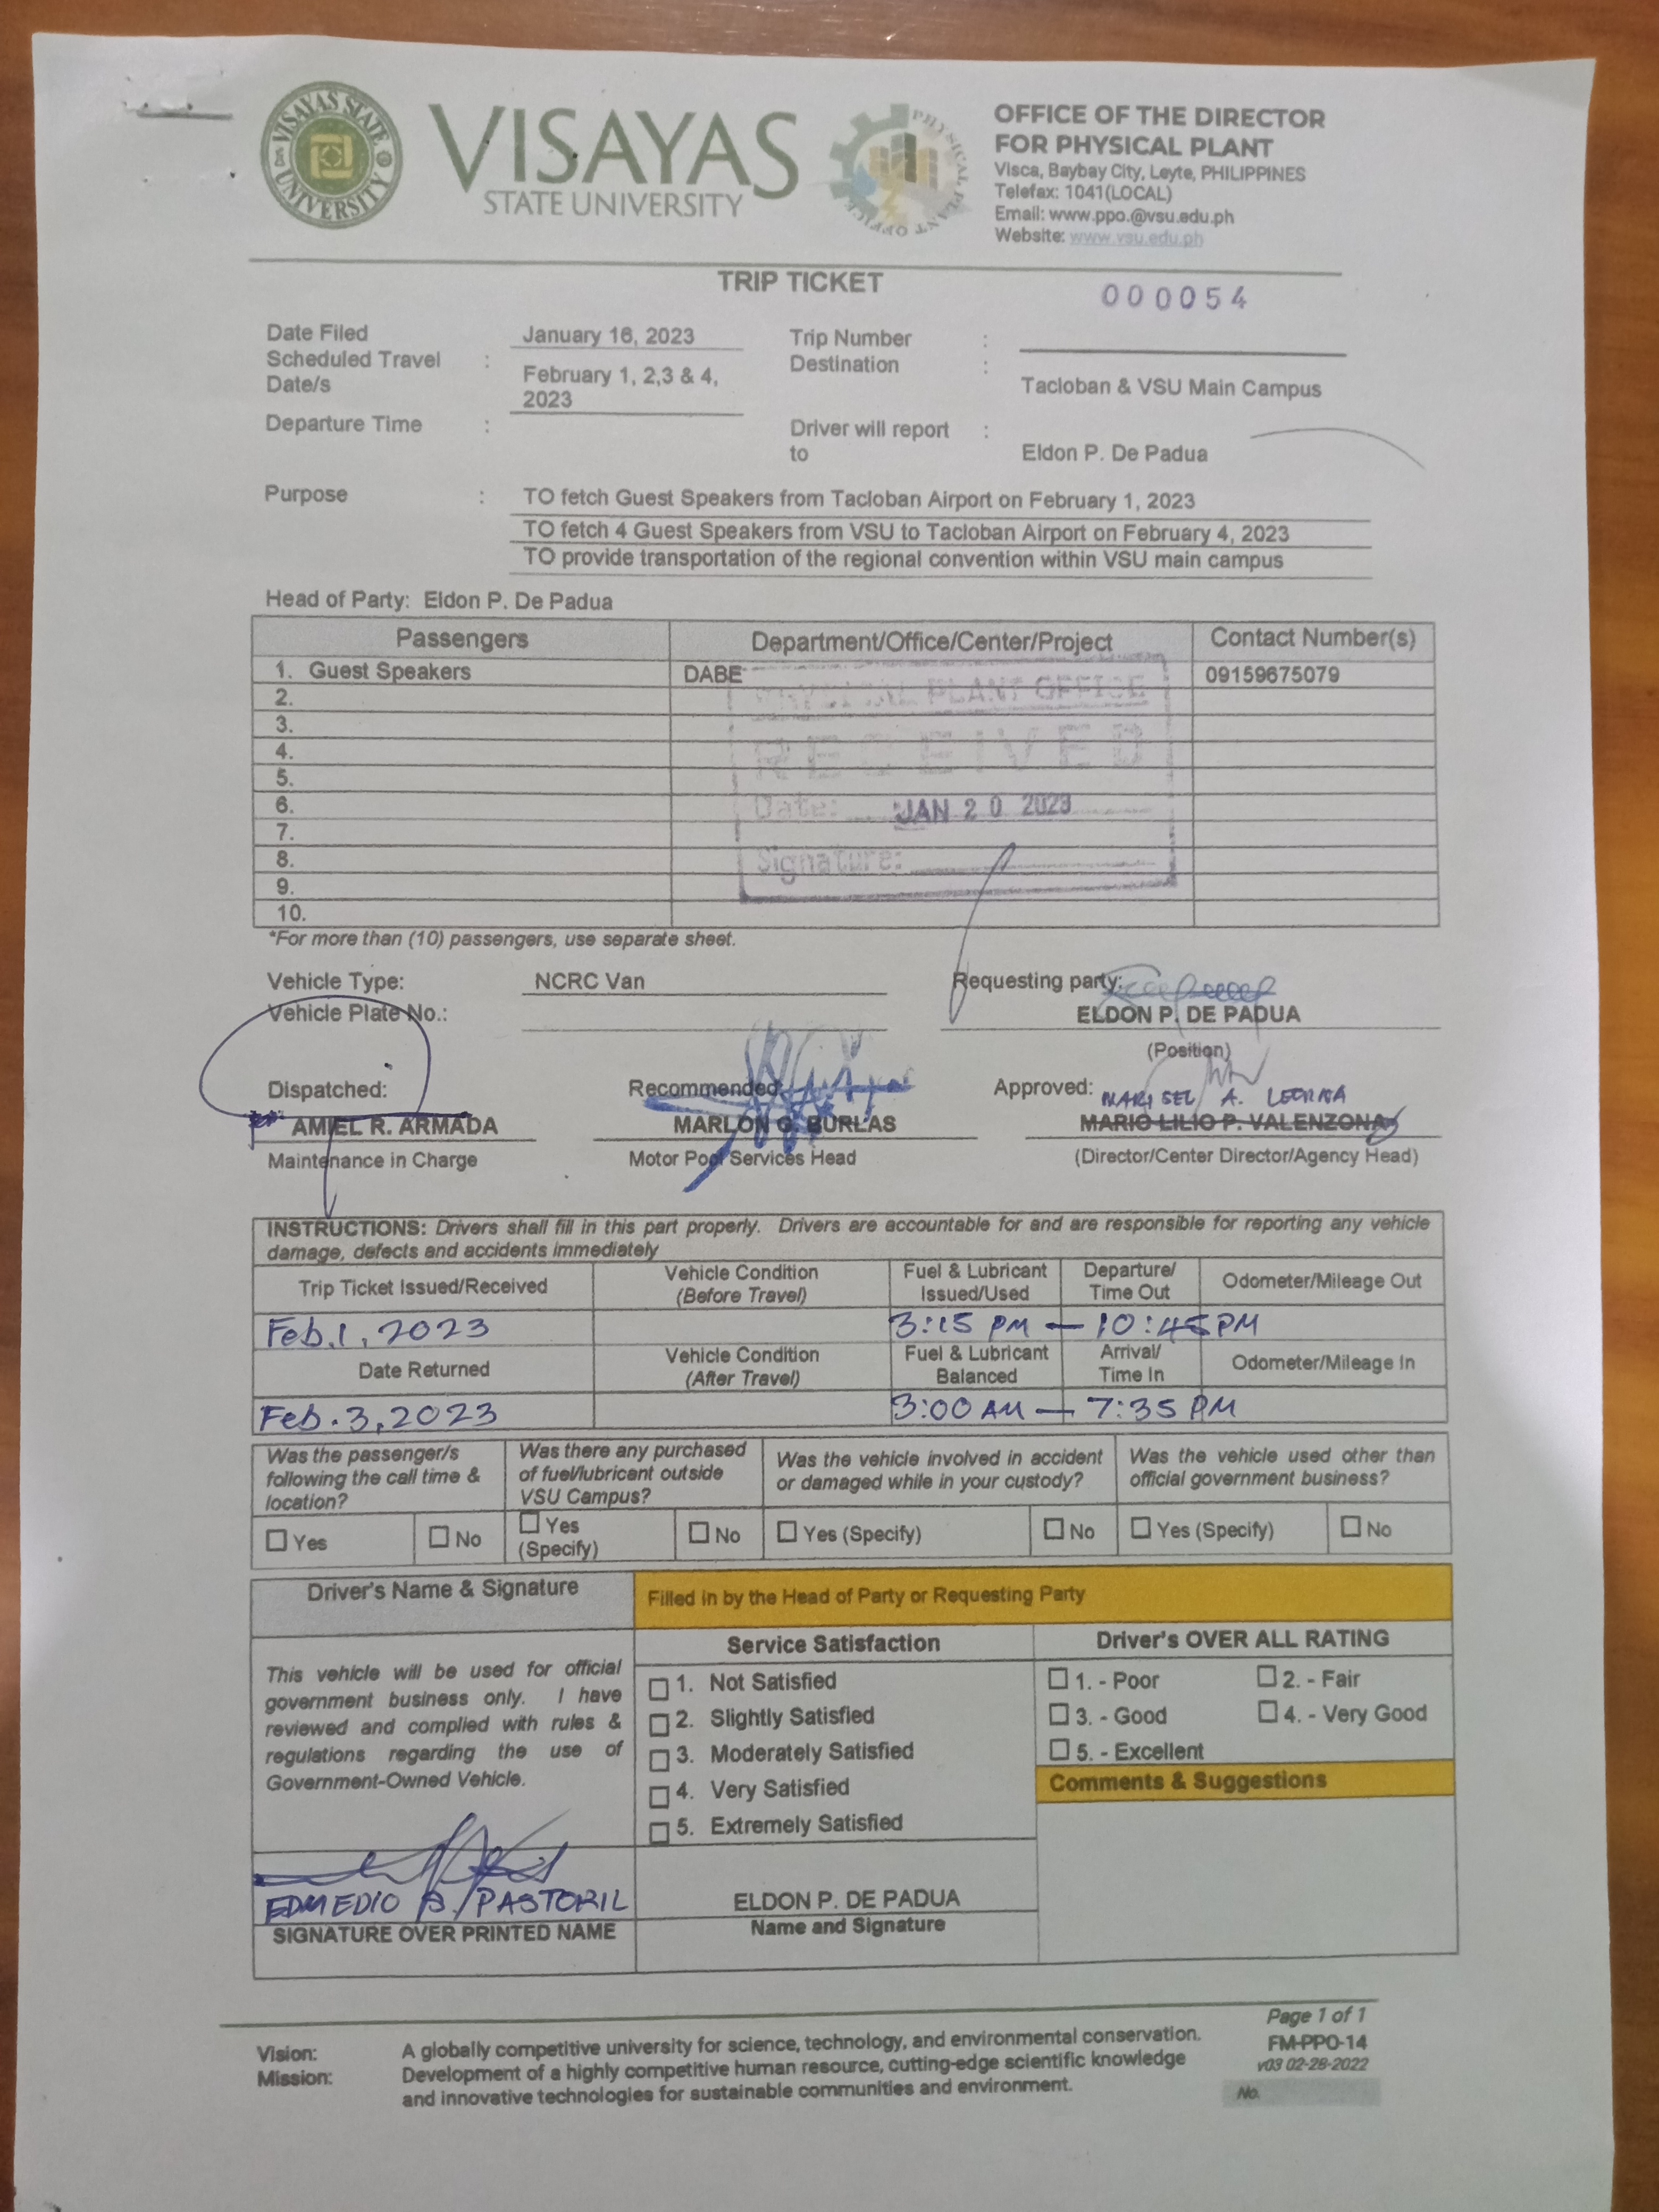 VISAYAS STATE UNIVERSITY
VISAYAS
STATE UNIVERSITY
PHYSICAL PLANT OFFICE
OFFICE OF THE DIRECTOR
FOR PHYSICAL PLANT
Visca, Baybay City, Leyte, PHILIPPINES
Telefax: 1041(LOCAL)
Email: www.ppo.@vsu.edu.ph
Website: www.vsu.edu.ph
TRIP TICKET
000054
Date Filed January 16, 2023 Trip Number :
Scheduled Travel Date/s : February 1, 2,3 & 4, 2023 Destination : Tacloban & VSU Main Campus
Departure Time : Driver will report to : Eldon P. De Padua
Purpose : TO fetch Guest Speakers from Tacloban Airport on February 1, 2023
TO fetch 4 Guest Speakers from VSU to Tacloban Airport on February 4, 2023
TO provide transportation of the regional convention within VSU main campus
Head of Party: Eldon P. De Padua
Passengers Department/Office/Center/Project Contact Number(s)
1. Guest Speakers DABE 09159675079
2.
3.
4.
5.
6.
7.
8.
9.
10.
PHYSICAL PLANT OFFICE
RECEIVED
Date: JAN 20 2023
Signature:
*For more than (10) passengers, use separate sheet.
Vehicle Type: NCRC Van Requesting party:
Vehicle Plate No.: ELDON P. DE PADUA
(Position)
Dispatched: Recommended: Approved: A.
AMIEL R. ARMADA MARLON G. BURLAS MARIO LILIO P. VALENZONA
Maintenance in Charge Motor Pool Services Head (Director/Center Director/Agency Head)
INSTRUCTIONS: Drivers shall fill in this part properly. Drivers are accountable for and are responsible for reporting any vehicle
damage, defects and accidents immediately
Trip Ticket Issued/Received Vehicle Condition (Before Travel) Fuel & Lubricant Issued/Used Departure/ Time Out Odometer/Mileage Out
Feb.1, 2023 3:15 PM — 10:45 PM
Date Returned Vehicle Condition (After Travel) Fuel & Lubricant Balanced Arrival/ Time In Odometer/Mileage In
Feb.3,2023 3:00 AM — 7:35 PM
Was the passenger/s following the call time & location? Was there any purchased of fuel/lubricant outside VSU Campus? Was the vehicle involved in accident or damaged while in your custody? Was the vehicle used other than official government business?
Yes No Yes (Specify) No Yes (Specify) No Yes (Specify) No
Driver's Name & Signature Filled in by the Head of Party or Requesting Party
This vehicle will be used for official
government business only. I have
reviewed and complied with rules &
regulations regarding the use of
Government-Owned Vehicle.
Service Satisfaction
1. Not Satisfied
2. Slightly Satisfied
3. Moderately Satisfied
4. Very Satisfied
5. Extremely Satisfied
Driver's OVER ALL RATING
1. - Poor 2. - Fair
3. - Good 4. - Very Good
5. - Excellent
Comments & Suggestions
EDMEDIO B. PASTORIL
SIGNATURE OVER PRINTED NAME
ELDON P. DE PADUA
Name and Signature
Page 1 of 1
FM-PPO-14
v03 02-28-2022
No.
Vision: A globally competitive university for science, technology, and environmental conservation.
Mission: Development of a highly competitive human resource, cutting-edge scientific knowledge
and innovative technologies for sustainable communities and environment.